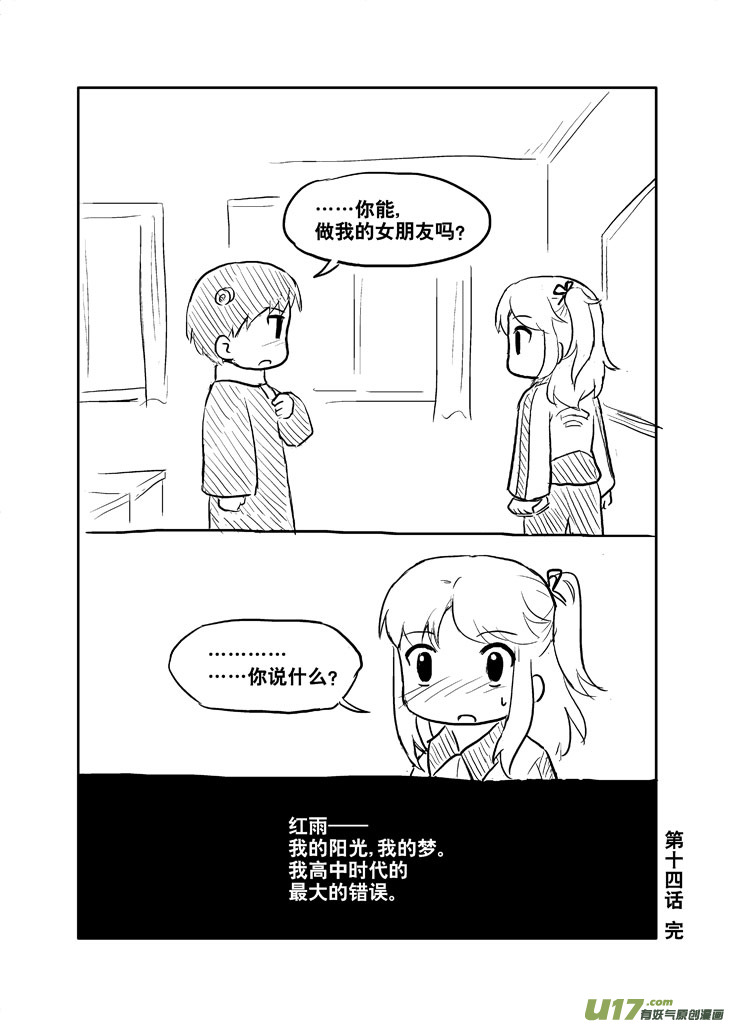 ……你能,
做我的女朋友吗?
…………
……你说什么?
红雨——
我的阳光,我的梦。
我高中时代的
最大的错误。
第十四话 完
U17.com
有妖气原创漫画